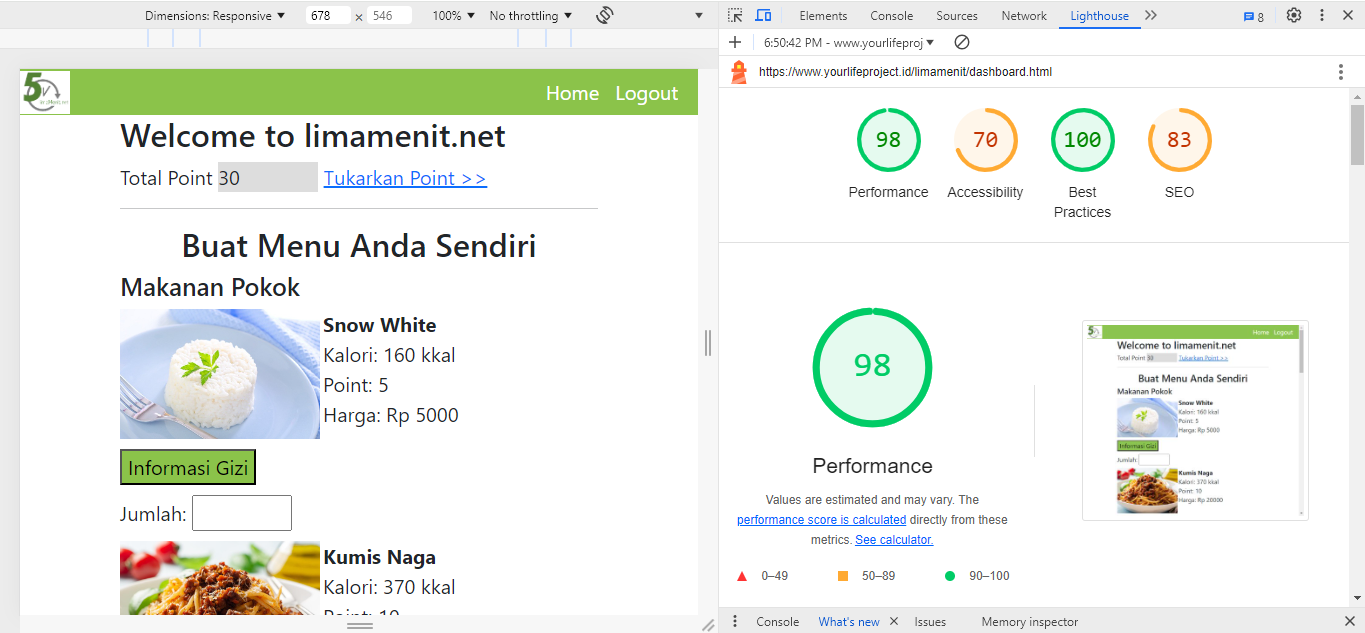 Dimensions: Responsive 678 × 546 100% No throttling
Elements Console Sources Network Lighthouse 8
6:50:42 PM - www.yourlifeproj
https://www.yourlifeproject.id/limamenit/dashboard.html
5
Home Logout
Welcome to limamenit.net
Total Point 30 Tukarkan Point >>
Buat Menu Anda Sendiri
Makanan Pokok
Snow White
Kalori: 160 kkal
Point: 5
Harga: Rp 5000
Informasi Gizi
Jumlah:
Kumis Naga
Kalori: 370 kkal
Point: 10
98 70 100 83
Performance Accessibility Best Practices SEO
98
Performance
Values are estimated and may vary. The
performance score is calculated directly from these
metrics. See calculator.
0–49 50–89 90–100
Home Logout
Welcome to limamenit.net
Total Point 30 Tukarkan Point >>
Buat Menu Anda Sendiri
Makanan Pokok
Snow White
Kalori: 160 kkal
Point: 5
Harga: Rp 5000
Informasi Gizi
Jumlah:
Kumis Naga
Kalori: 370 kkal
Point: 10
Harga: Rp 20000
Console What's new Issues Memory inspector